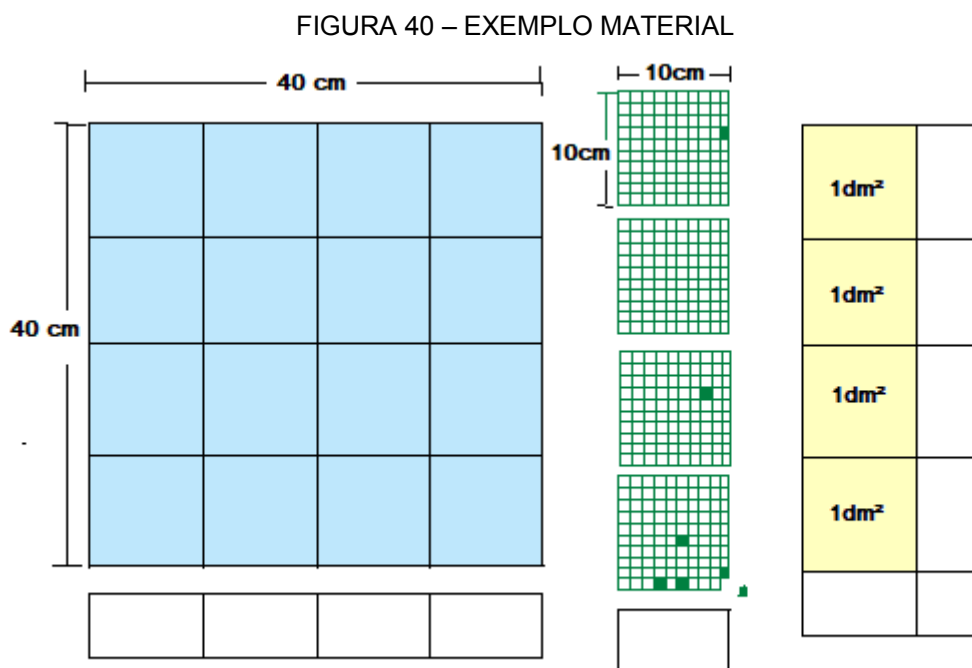 FIGURA 40 – EXEMPLO MATERIAL
40 cm
10cm
10cm
40 cm
1dm²
1dm²
1dm²
1dm²